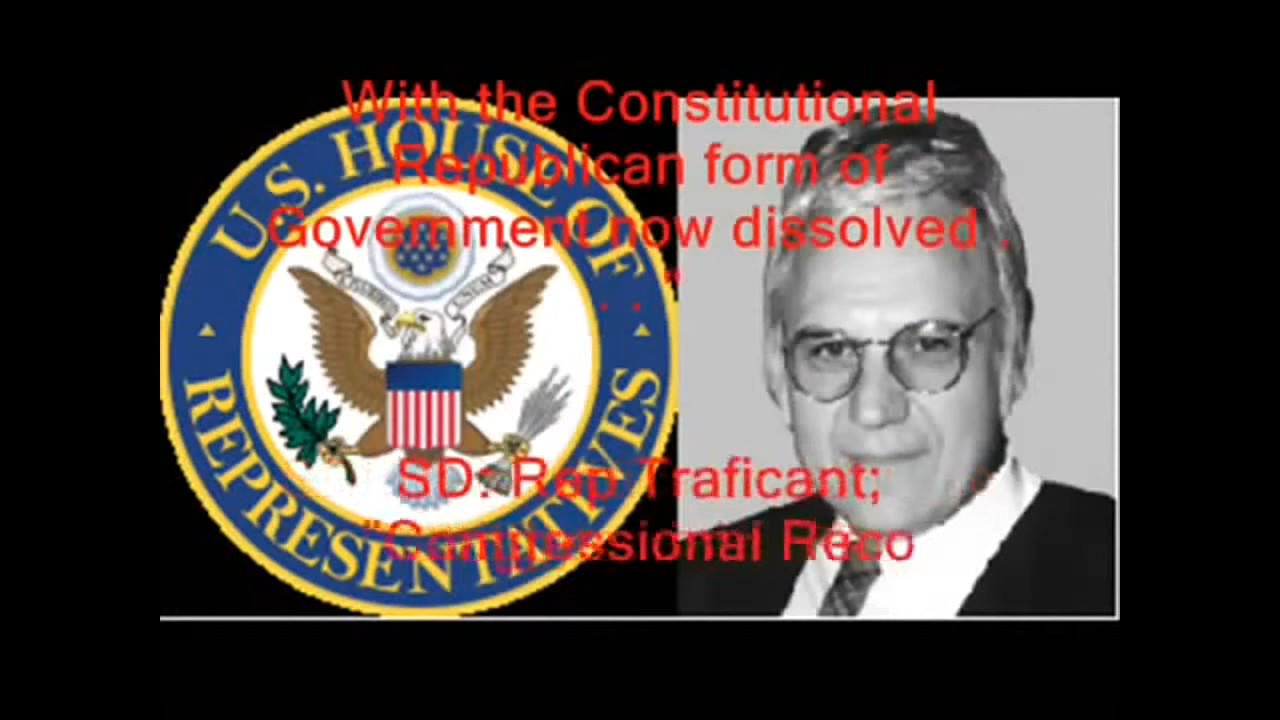 With the Constitutional
Republican form of
Government now dissolved .
. . "
U.S. HOUSE OF
REPRESENTATIVES
SD: Rep Traficant;
"Congressional Reco